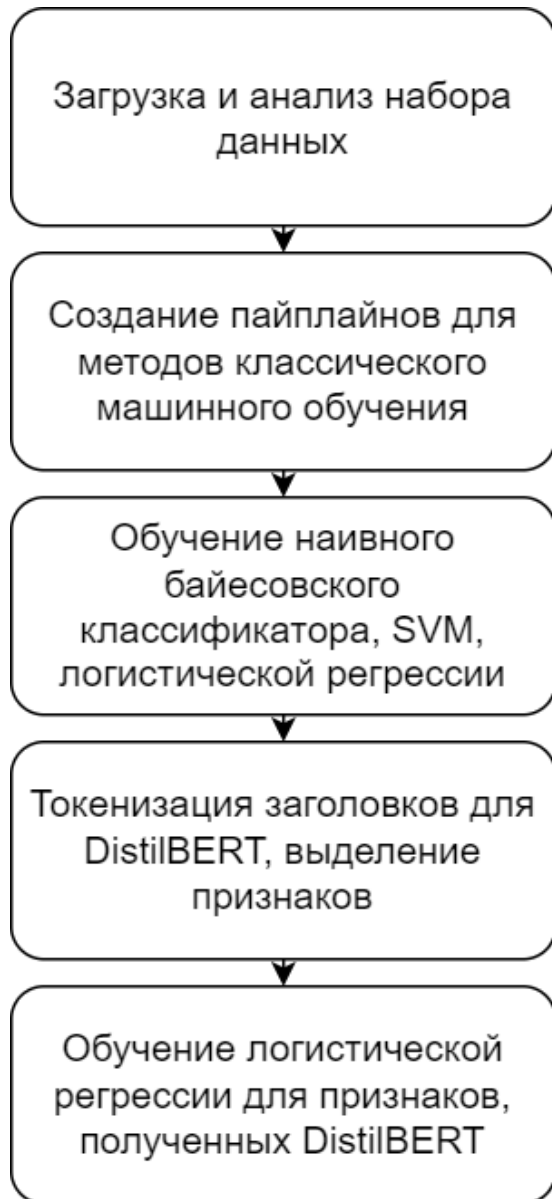 Загрузка и анализ набора
данных
Создание пайплайнов для
методов классического
машинного обучения
Обучение наивного
байесовского
классификатора, SVM,
логистической регрессии
Токенизация заголовков для
DistilBERT, выделение
признаков
Обучение логистической
регрессии для признаков,
полученных DistilBERT